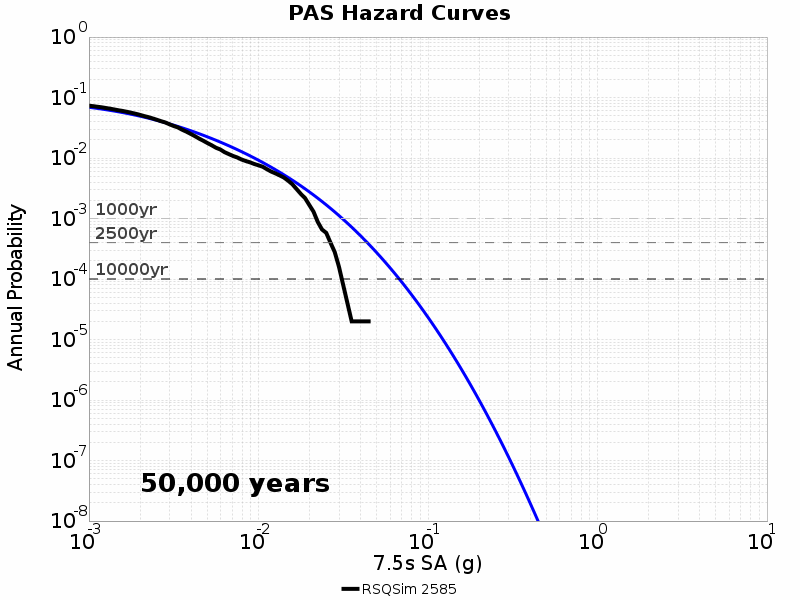 PAS Hazard Curves
Annual Probability
10^0
10^-1
10^-2
10^-3
10^-4
10^-5
10^-6
10^-7
10^-8
1000yr
2500yr
10000yr
50,000 years
10^-3
10^-2
10^-1
10^0
10^1
7.5s SA (g)
RSQSim 2585